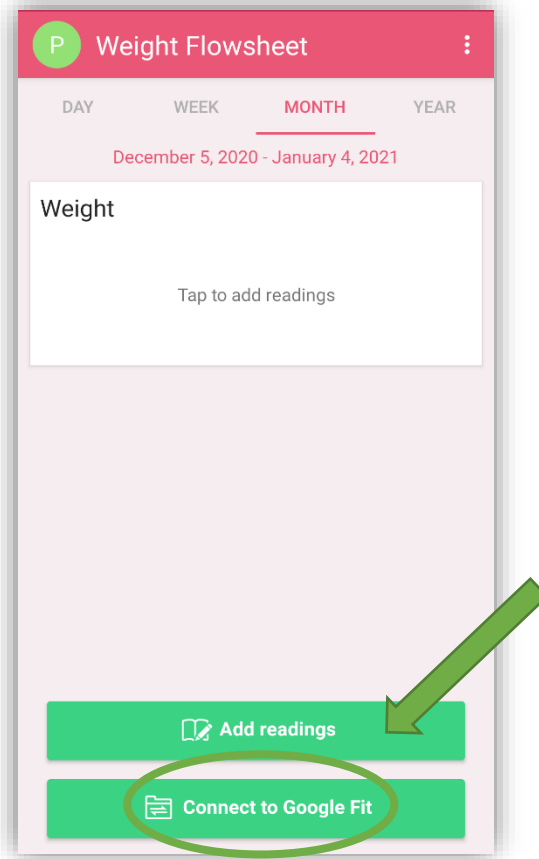 P Weight Flowsheet
DAY WEEK MONTH YEAR
December 5, 2020 - January 4, 2021
Weight
Tap to add readings
Add readings
Connect to Google Fit